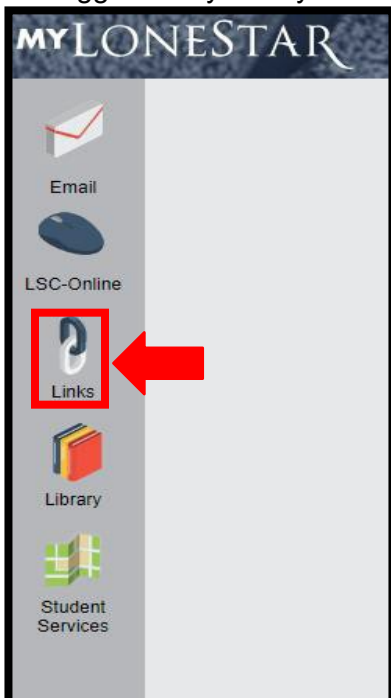 MYLONESTAR
Email
LSC-Online
Links
Library
Student
Services